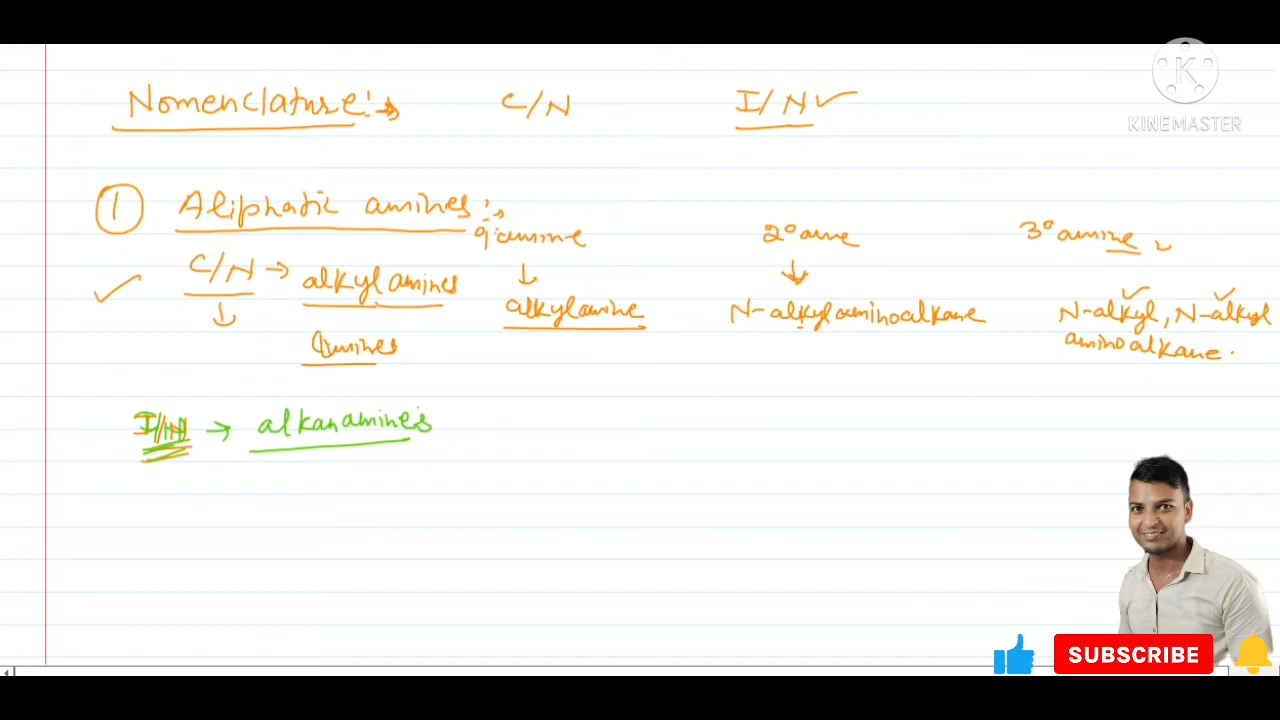 Nomenclature:→ C/N I/N ✓
KINEMASTER
① Aliphatic amines:→
1° amine 2° amine 3° amine
C/N → alkylamines
↓ alkylamine N-alkylaminoalkane N-alkyl, N-alkyl
aminoalkane.
amines
I/N → alkanamines
SUBSCRIBE